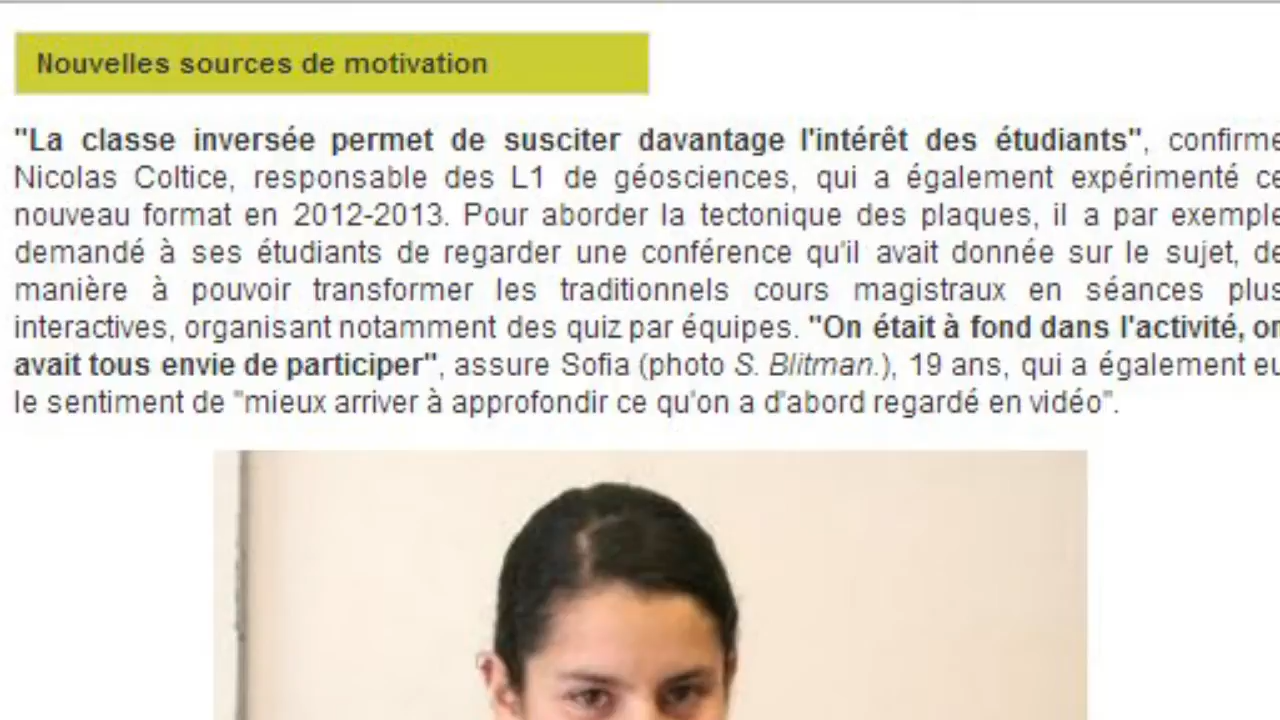 Nouvelles sources de motivation
"La classe inversée permet de susciter davantage l'intérêt des étudiants", confirme
Nicolas Coltice, responsable des L1 de géosciences, qui a également expérimenté ce
nouveau format en 2012-2013. Pour aborder la tectonique des plaques, il a par exemple
demandé à ses étudiants de regarder une conférence qu'il avait donnée sur le sujet, de
manière à pouvoir transformer les traditionnels cours magistraux en séances plus
interactives, organisant notamment des quiz par équipes. "On était à fond dans l'activité, on
avait tous envie de participer", assure Sofia (photo S. Blitman.), 19 ans, qui a également eu
le sentiment de "mieux arriver à approfondir ce qu'on a d'abord regardé en vidéo".